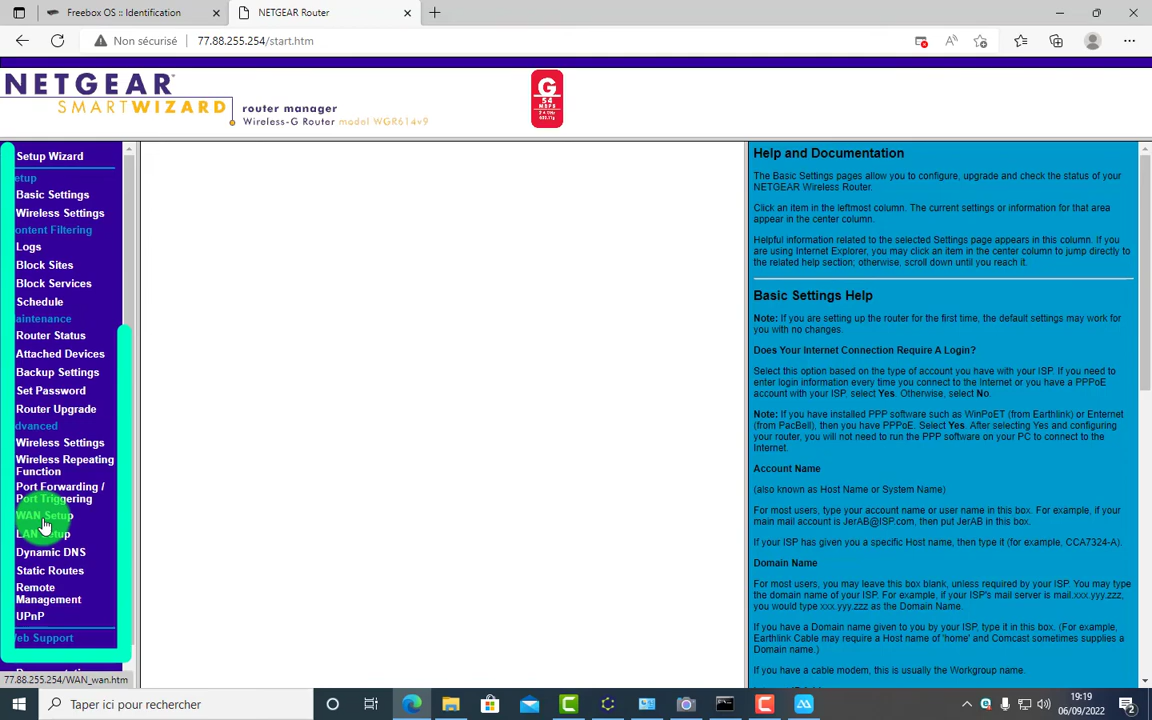 Freebox OS :: Identification
NETGEAR Router
Non sécurisé
77.88.255.254/start.htm
NETGEAR
SMARTWIZARD
router manager
Wireless-G Router model WGR614v9
G
54
MBPS
2.4 GHz
802.11g
Setup Wizard
etup
Basic Settings
Wireless Settings
ontent Filtering
Logs
Block Sites
Block Services
Schedule
aintenance
Router Status
Attached Devices
Backup Settings
Set Password
Router Upgrade
dvanced
Wireless Settings
Wireless Repeating
Function
Port Forwarding /
Port Triggering
WAN Setup
LAN Setup
Dynamic DNS
Static Routes
Remote
Management
UPnP
eb Support
77.88.255.254/WAN_wan.htm
Help and Documentation
The Basic Settings pages allow you to configure, upgrade and check the status of your
NETGEAR Wireless Router.
Click an item in the leftmost column. The current settings or information for that area
appear in the center column.
Helpful information related to the selected Settings page appears in this column. If you
are using Internet Explorer, you may click an item in the center column to jump directly to
the related help section; otherwise, scroll down until you reach it.
Basic Settings Help
Note: If you are setting up the router for the first time, the default settings may work for
you with no changes.
Does Your Internet Connection Require A Login?
Select this option based on the type of account you have with your ISP. If you need to
enter login information every time you connect to the Internet or you have a PPPoE
account with your ISP, select Yes. Otherwise, select No.
Note: If you have installed PPP software such as WinPoET (from Earthlink) or Enternet
(from PacBell), then you have PPPoE. Select Yes. After selecting Yes and configuring
your router, you will not need to run the PPP software on your PC to connect to the
Internet.
Account Name
(also known as Host Name or System Name)
For most users, type your account name or user name in this box. For example, if your
main mail account is JerAB@ISP.com, then put JerAB in this box.
If your ISP has given you a specific Host name, then type it (for example, CCA7324-A).
Domain Name
For most users, you may leave this box blank, unless required by your ISP. You may type
the domain name of your ISP. For example, if your ISP's mail server is mail.xxx.yyy.zzz,
you would type xxx.yyy.zzz as the Domain Name.
If you have a Domain name given to you by your ISP, type it in this box. (For example,
Earthlink Cable may require a Host name of 'home' and Comcast sometimes supplies a
Domain name.)
If you have a cable modem, this is usually the Workgroup name.
Taper ici pour rechercher
19:19
06/09/2022
2